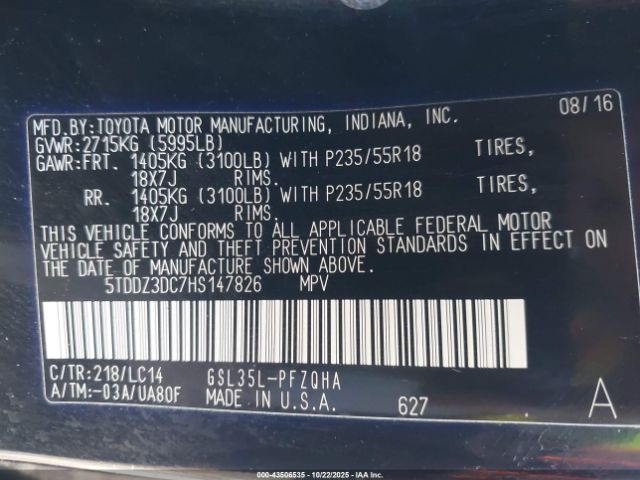 08/16
MFD.BY:TOYOTA MOTOR MANUFACTURING, INDIANA, INC.
GVWR:2715KG (5995LB)
GAWR:FRT. 1405KG (3100LB) WITH P235/55R18 TIRES,
18X7J RIMS.
RR. 1405KG (3100LB) WITH P235/55R18 TIRES,
18X7J RIMS.
THIS VEHICLE CONFORMS TO ALL APPLICABLE FEDERAL MOTOR
VEHICLE SAFETY AND THEFT PREVENTION STANDARDS IN EFFECT ON
THE DATE OF MANUFACTURE SHOWN ABOVE.
5TDDZ3DC7HS147826 MPV
C/TR:218/LC14 GSL35L-PFZQHA
A/TM:-03A/UA80F MADE IN U.S.A. 627 A
000-43506535 - 10/22/2025 - IAAI.COM